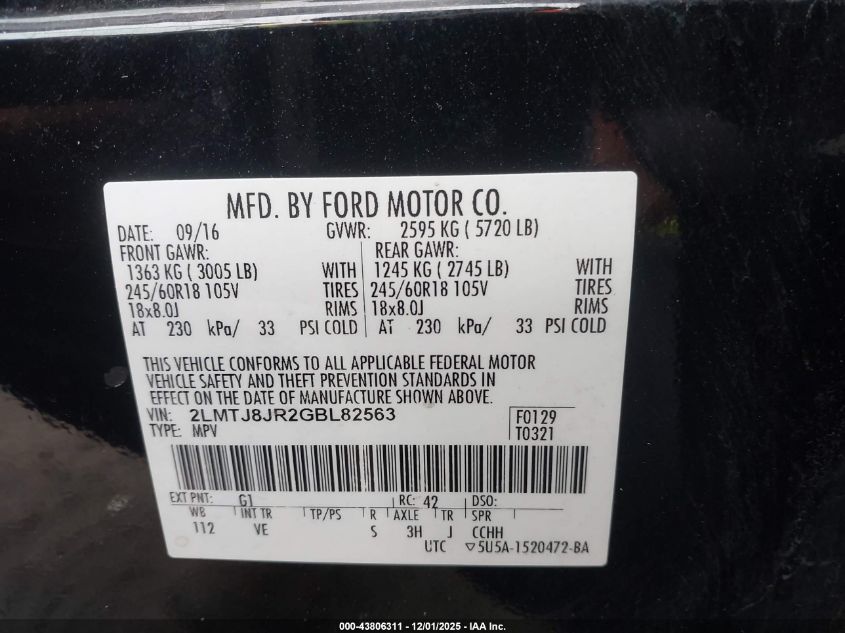 MFD. BY FORD MOTOR CO.
DATE: 09/16 GVWR: 2595 KG ( 5720 LB)
FRONT GAWR: REAR GAWR:
1363 KG ( 3005 LB) WITH 1245 KG ( 2745 LB) WITH
245/60R18 105V TIRES 245/60R18 105V TIRES
18x8.0J RIMS 18x8.0J RIMS
AT 230 kPa/ 33 PSI COLD AT 230 kPa/ 33 PSI COLD
THIS VEHICLE CONFORMS TO ALL APPLICABLE FEDERAL MOTOR
VEHICLE SAFETY AND THEFT PREVENTION STANDARDS IN
EFFECT ON THE DATE OF MANUFACTURE SHOWN ABOVE.
VIN: 2LMTJ8JR2GBL82563 F0129
TYPE: MPV T0321
EXT PNT: G1 RC: 42 DSO:
WB INT TR TP/PS R AXLE TR SPR
112 VE S 3H J CCHH
UTC ▽5U5A-1520472-BA
000-43806311 - 12/01/2025 - IAA Inc.